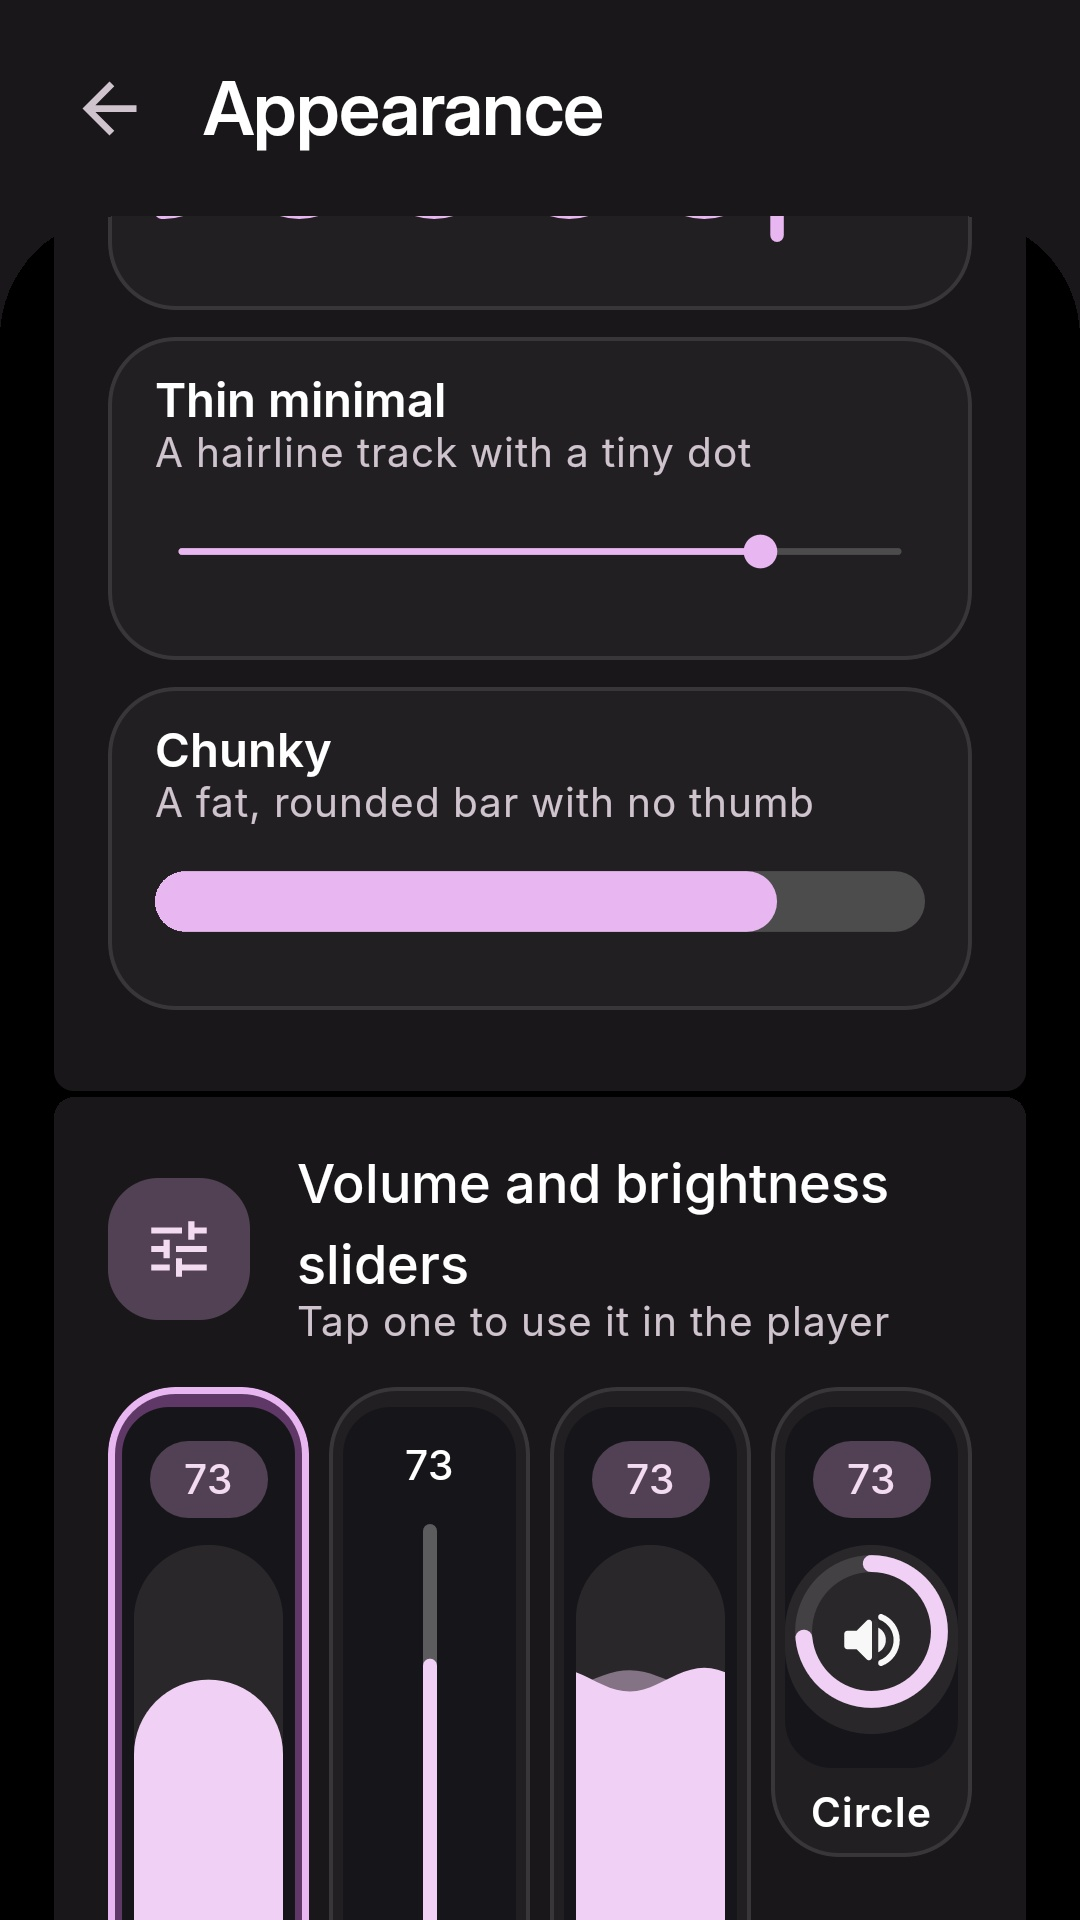 Appearance
Thin minimal
A hairline track with a tiny dot
Chunky
A fat, rounded bar with no thumb
Volume and brightness
sliders
Tap one to use it in the player
73
73
73
73
Circle